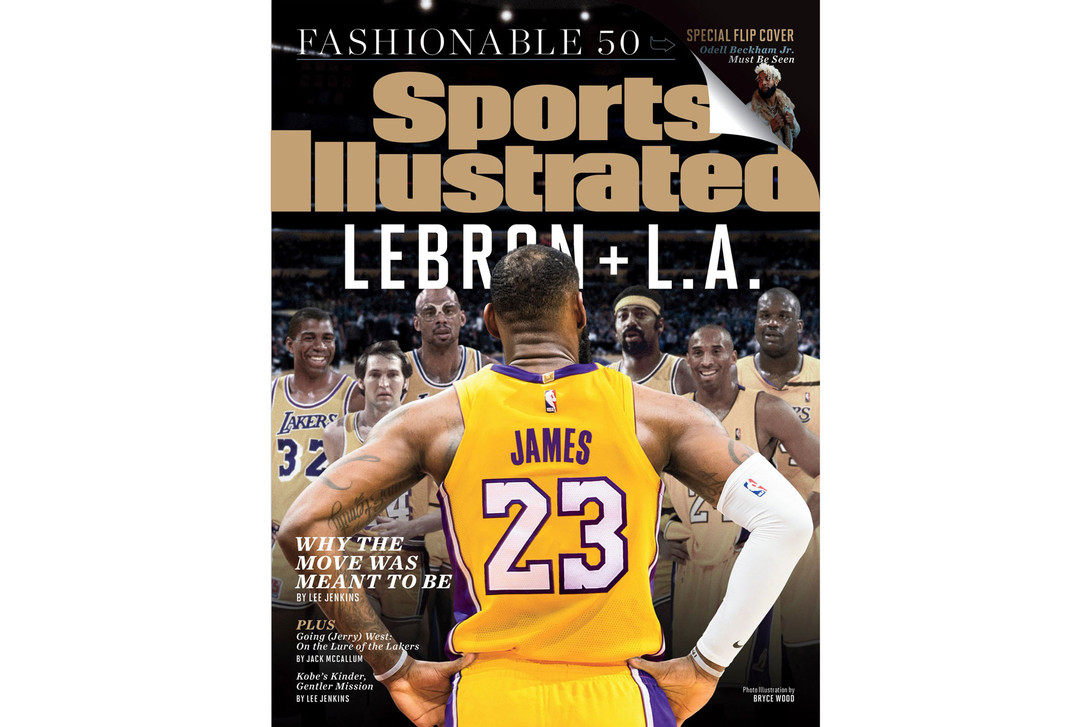 FASHIONABLE 50
SPECIAL FLIP COVER
Odell Beckham Jr.
Must Be Seen
Sports
Illustrated
LEBRON + L.A.
LAKERS
32
JAMES
23
WHY THE
MOVE WAS
MEANT TO BE
BY LEE JENKINS
PLUS
Going (Jerry) West:
On the Lure of the Lakers
BY JACK MCCALLUM
Kobe's Kinder,
Gentler Mission
BY LEE JENKINS
Photo Illustration by
BRYCE WOOD